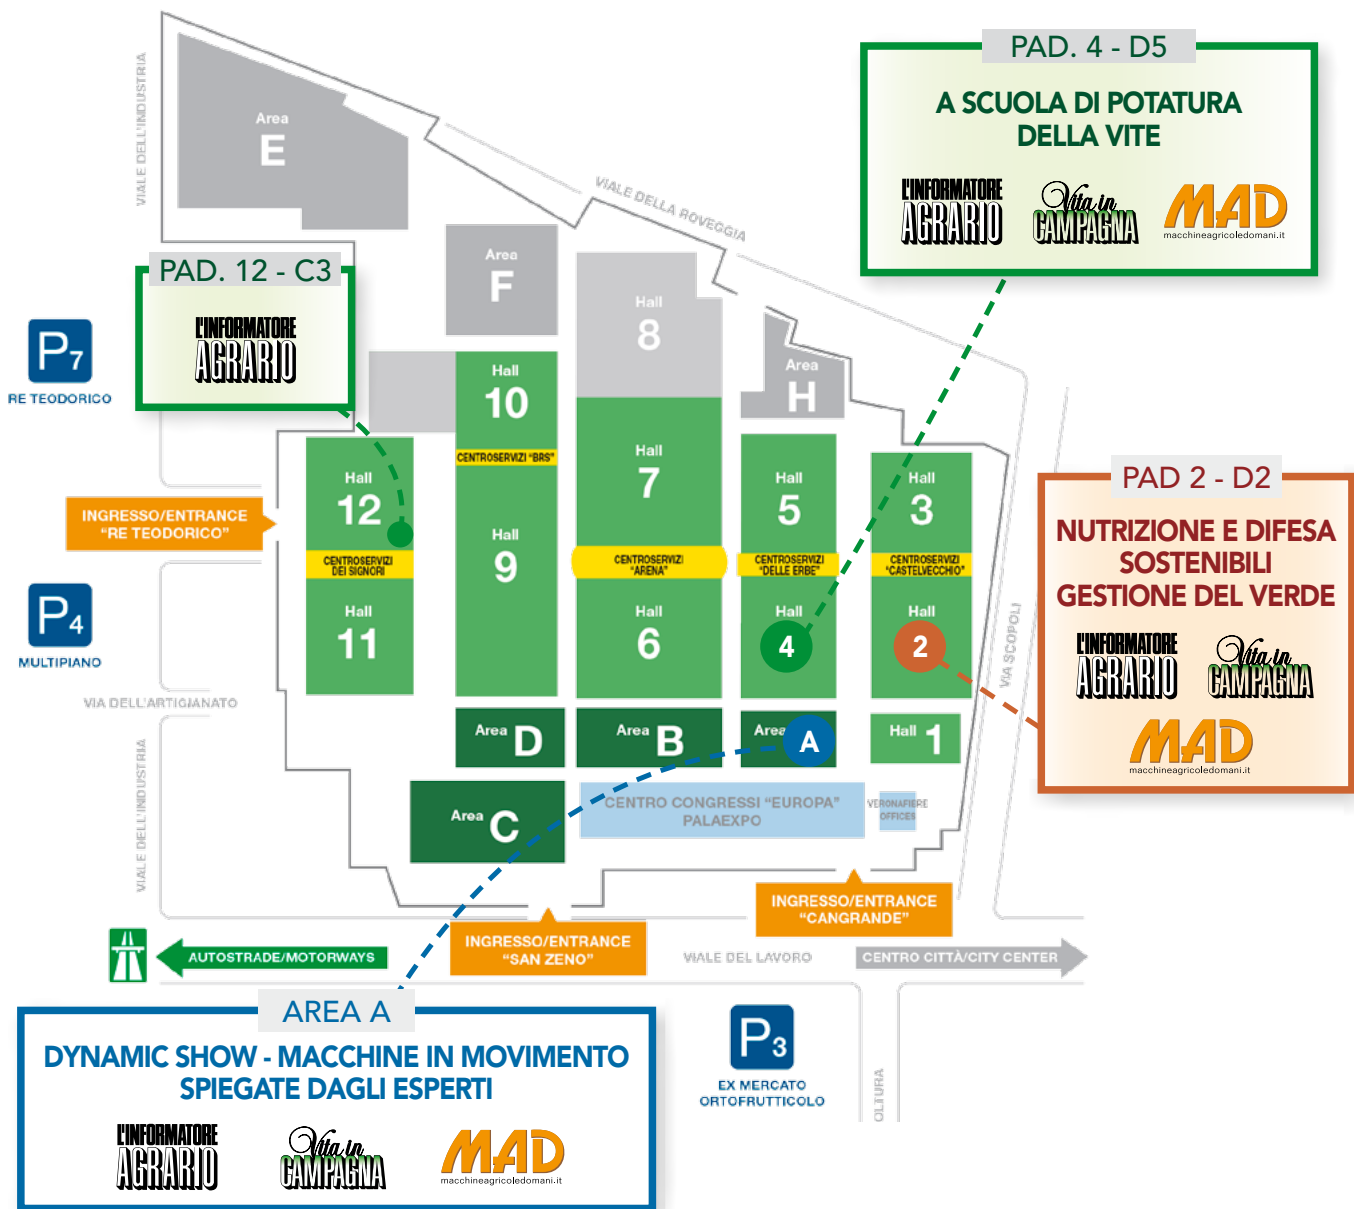 PAD. 4 - D5
A SCUOLA DI POTATURA
DELLA VITE
L'INFORMATORE
AGRARIO
Vita in
CAMPAGNA
MAD
macchineagricoledomani.it
VIALE DELL'INDUSTRIA
Area
E
VIALE DELLA ROVEGGIA
PAD. 12 - C3
L'INFORMATORE
AGRARIO
Area
F
Hall
8
Area
H
P7
RE TEODORICO
Hall
10
CENTROSERVIZI "BRS"
Hall
12
Hall
7
Hall
5
Hall
3
PAD 2 - D2
NUTRIZIONE E DIFESA
SOSTENIBILI
GESTIONE DEL VERDE
L'INFORMATORE
AGRARIO
Vita in
CAMPAGNA
MAD
macchineagricoledomani.it
INGRESSO/ENTRANCE
"RE TEODORICO"
CENTROSERVIZI
DEI SIGNORI
Hall
9
CENTROSERVIZI
"ARENA"
CENTROSERVIZI
"DELLE ERBE"
CENTROSERVIZI
"CASTELVECCHIO"
P4
MULTIPIANO
Hall
11
Hall
6
Hall
4
Hall
2
VIA SCOPOLI
VIA DELL'ARTIGIANATO
VIALE DELL'INDUSTRIA
Area D
Area B
Area A
Hall 1
Area C
CENTRO CONGRESSI "EUROPA"
PALAEXPO
VERONAFIERE
OFFICES
INGRESSO/ENTRANCE
"CANGRANDE"
INGRESSO/ENTRANCE
"SAN ZENO"
AUTOSTRADE/MOTORWAYS
VIALE DEL LAVORO
CENTRO CITTÀ/CITY CENTER
AREA A
DYNAMIC SHOW - MACCHINE IN MOVIMENTO
SPIEGATE DAGLI ESPERTI
L'INFORMATORE
AGRARIO
Vita in
CAMPAGNA
MAD
macchineagricoledomani.it
P3
EX MERCATO
ORTOFRUTTICOLO
OLTURA